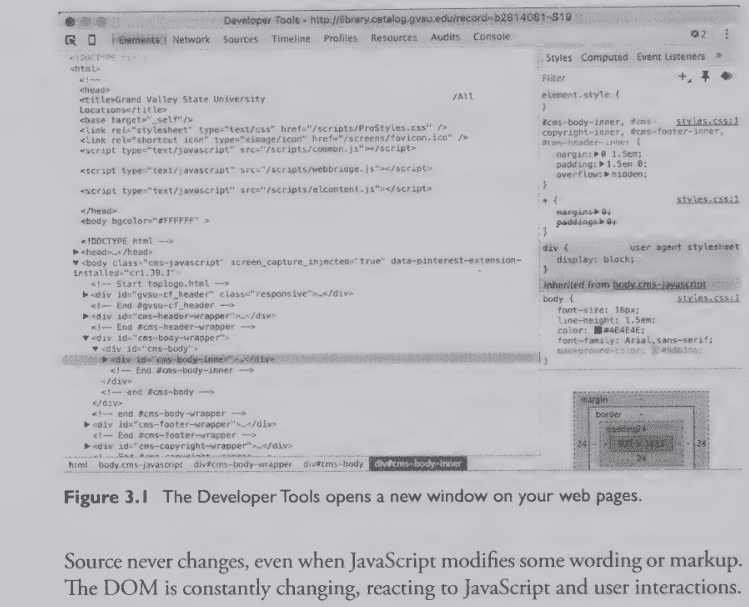 Developer Tools - http://library.catalog.gvsu.edu/record=b2814081~S19
Elements Network Sources Timeline Profiles Resources Audits Console
2
<!DOCTYPE
<html>
<!--
<head>
<title>Grand Valley State University /All
Locations</title>
<base target="_self"/>
<link rel="stylesheet" type="text/css" href="/scripts/ProStyles.css" />
<link rel="shortcut icon" type="ximage/icon" href="/screens/favicon.ico" />
<script type="text/javascript" src="/scripts/common.js"></script>
<script type="text/javascript" src="/scripts/webbridge.js"></script>
<script type="text/javascript" src="/scripts/elcontent.js"></script>
</head>
<body bgcolor="#FFFFFF" >
<!DOCTYPE html -->
▶<head>…</head>
▼<body class="cms-javascript" screen_capture_injected="true" data-pinterest-extension-
installed="cr1.39.1">
<!-- Start toplogo.html -->
▶<div id="gvsu-cf_header" class="responsive">…</div>
<!-- End #gvsu-cf_header -->
▶<div id="cms-header-wrapper">…</div>
<!-- End #cms-header-wrapper -->
▼<div id="cms-body-wrapper">
▼<div id="cms-body">
▶<div id="cms-body-inner">…</div>
<!-- End #cms-body-inner -->
</div>
<!-- end #cms-body -->
</div>
<!-- end #cms-body-wrapper -->
▶<div id="cms-footer-wrapper">…</div>
<!-- End #cms-footer-wrapper -->
▶<div id="cms-copyright-wrapper">…</div>
<!-- End #cms-copyright-wrapper -->
html body.cms-javascript div#cms-body-wrapper div#cms-body div#cms-body-inner
Styles Computed Event Listeners »
Filter
element.style {
}
#cms-body-inner, #cms- styles.css:1
copyright-inner, #cms-footer-inner,
#cms-header-inner {
margin:▶0 1.5em;
padding:▶1.5em 0;
overflow:▶hidden;
}
* { styles.css:1
margin:▶0;
padding:▶0;
}
div { user agent stylesheet
display: block;
}
Inherited from body.cms-javascript
body { styles.css:1
font-size: 16px;
line-height: 1.5em;
color: #4E4E4E;
font-family: Arial,sans-serif;
background-color:
}
margin -
border -
padding24
24 - - 24
24
Figure 3.1 The Developer Tools opens a new window on your web pages.
Source never changes, even when JavaScript modifies some wording or markup.
The DOM is constantly changing, reacting to JavaScript and user interactions.